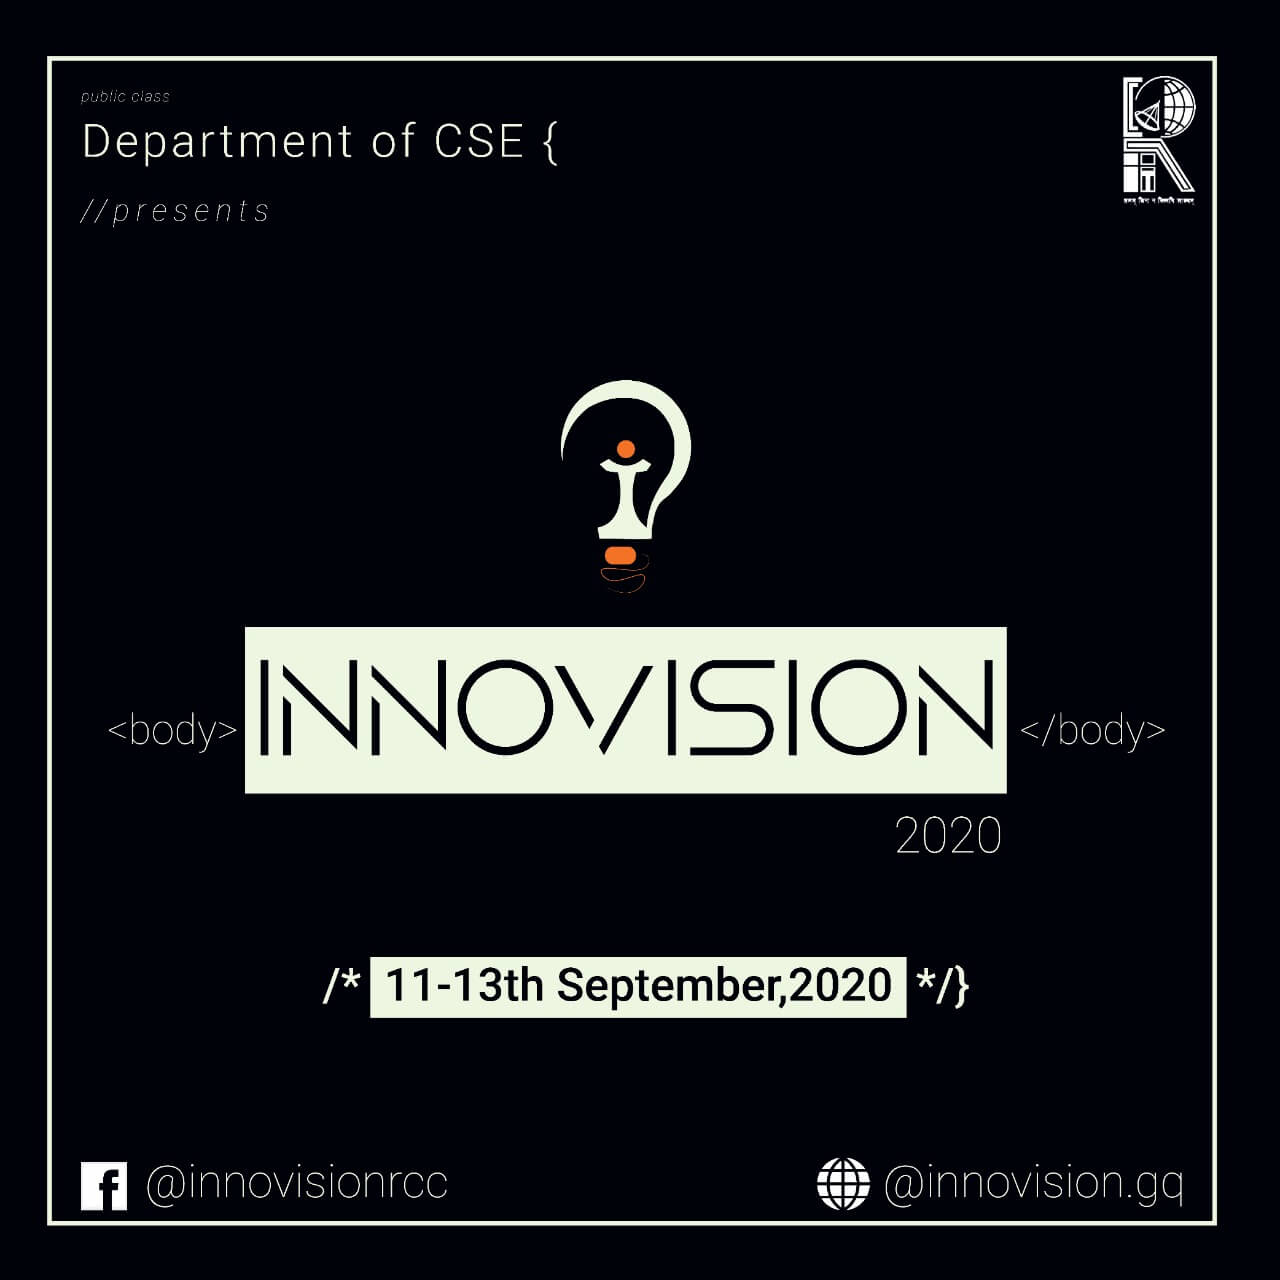 public class
Department of CSE {
//presents
<body> INNOVISION </body>
2020
/* 11-13th September,2020 */}
@innovisionrcc
@innovision.gq